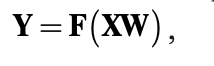 Y = F(XW),